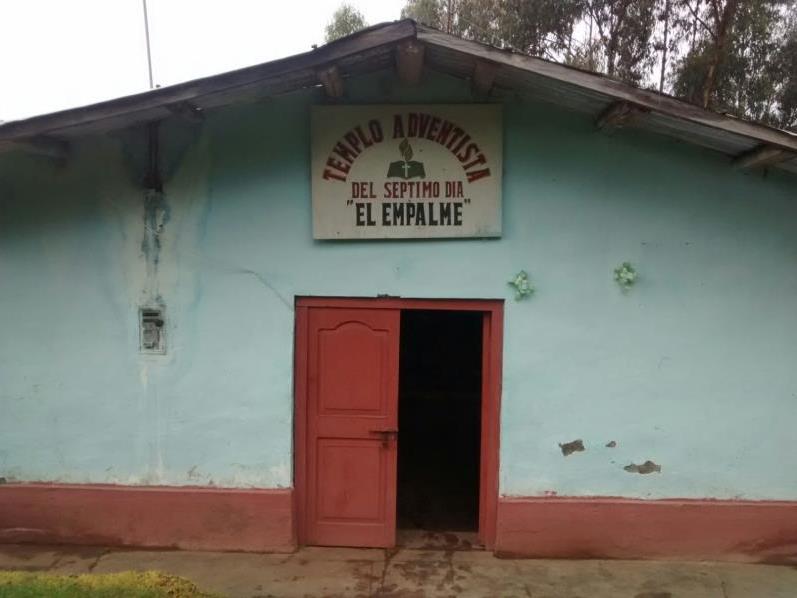 TEMPLO ADVENTISTA
DEL SEPTIMO DIA
"EL EMPALME"